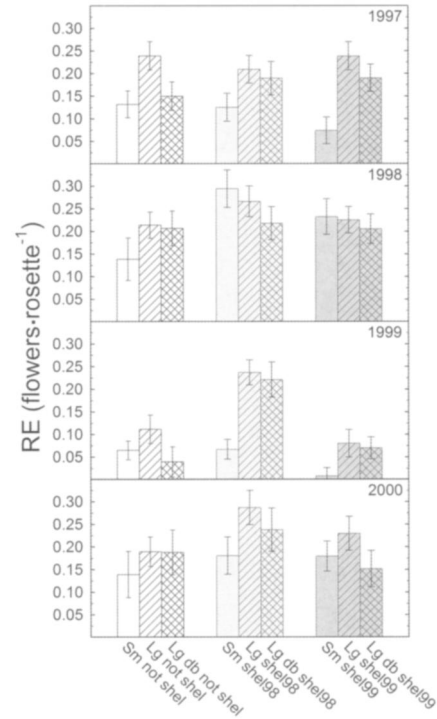 RE (flowers·rosette⁻¹)
1997
0.30
0.25
0.20
0.15
0.10
0.05
1998
0.30
0.25
0.20
0.15
0.10
0.05
1999
0.30
0.25
0.20
0.15
0.10
0.05
2000
0.30
0.25
0.20
0.15
0.10
0.05
Sm not shel
Lg not shel
Lg db not shel
Sm shel98
Lg shel98
Lg db shel98
Sm shel99
Lg shel99
Lg db shel99